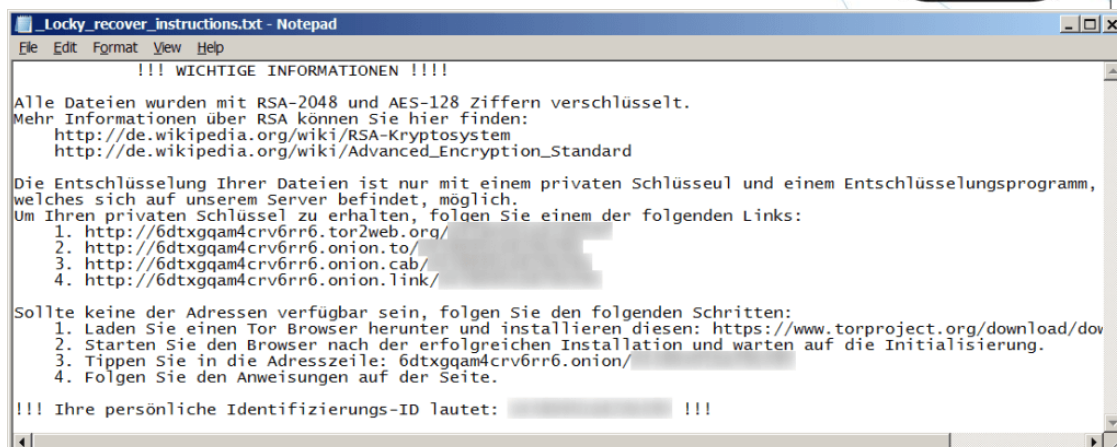 _Locky_recover_instructions.txt - Notepad
File Edit Format View Help
!!! WICHTIGE INFORMATIONEN !!!!
Alle Dateien wurden mit RSA-2048 und AES-128 Ziffern verschlüsselt.
Mehr Informationen über RSA können Sie hier finden:
http://de.wikipedia.org/wiki/RSA-Kryptosystem
http://de.wikipedia.org/wiki/Advanced_Encryption_Standard
Die Entschlüsselung Ihrer Dateien ist nur mit einem privaten Schlüsseul und einem Entschlüsselungsprogramm,
welches sich auf unserem Server befindet, möglich.
Um Ihren privaten Schlüssel zu erhalten, folgen Sie einem der folgenden Links:
1. http://6dtxgqam4crv6rr6.tor2web.org/
2. http://6dtxgqam4crv6rr6.onion.to/
3. http://6dtxgqam4crv6rr6.onion.cab/
4. http://6dtxgqam4crv6rr6.onion.link/
Sollte keine der Adressen verfügbar sein, folgen Sie den folgenden Schritten:
1. Laden Sie einen Tor Browser herunter und installieren diesen: https://www.torproject.org/download/dow
2. Starten Sie den Browser nach der erfolgreichen Installation und warten auf die Initialisierung.
3. Tippen Sie in die Adresszeile: 6dtxgqam4crv6rr6.onion/
4. Folgen Sie den Anweisungen auf der Seite.
!!! Ihre persönliche Identifizierungs-ID lautet: !!!